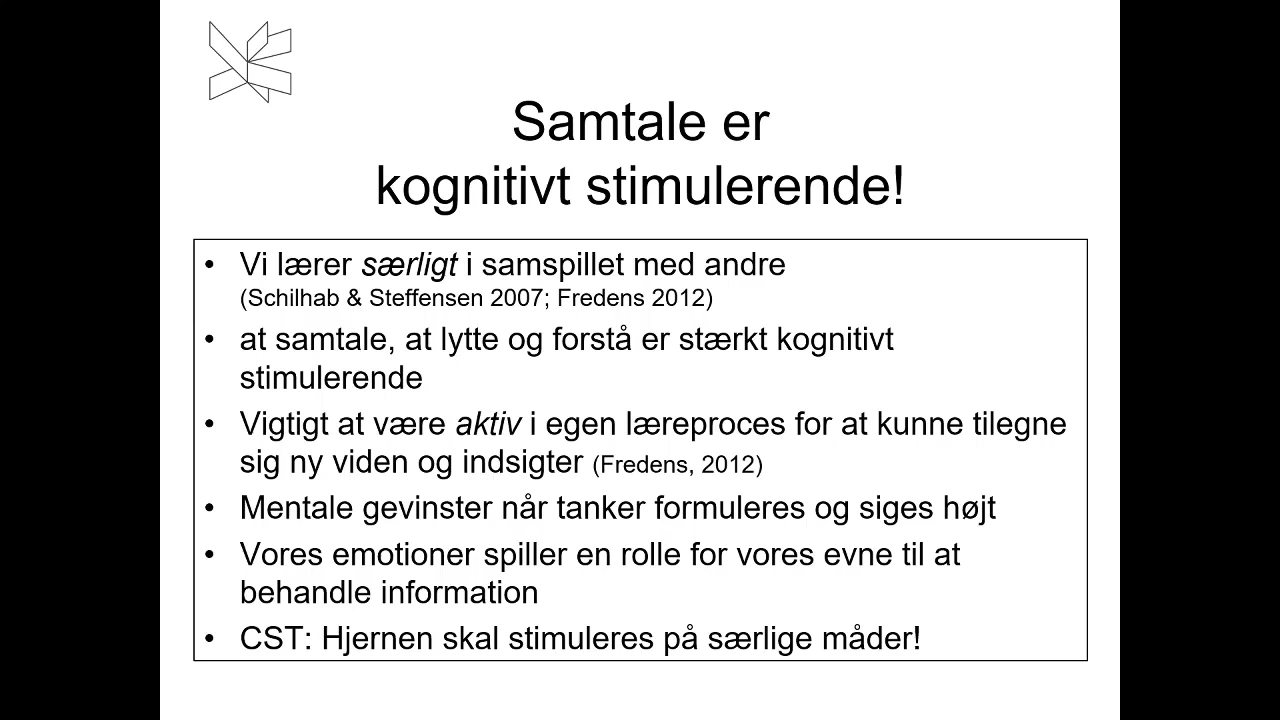 Samtale er
kognitivt stimulerende!
• Vi lærer særligt i samspillet med andre
(Schilhab & Steffensen 2007; Fredens 2012)
• at samtale, at lytte og forstå er stærkt kognitivt
stimulerende
• Vigtigt at være aktiv i egen læreproces for at kunne tilegne
sig ny viden og indsigter (Fredens, 2012)
• Mentale gevinster når tanker formuleres og siges højt
• Vores emotioner spiller en rolle for vores evne til at
behandle information
• CST: Hjernen skal stimuleres på særlige måder!